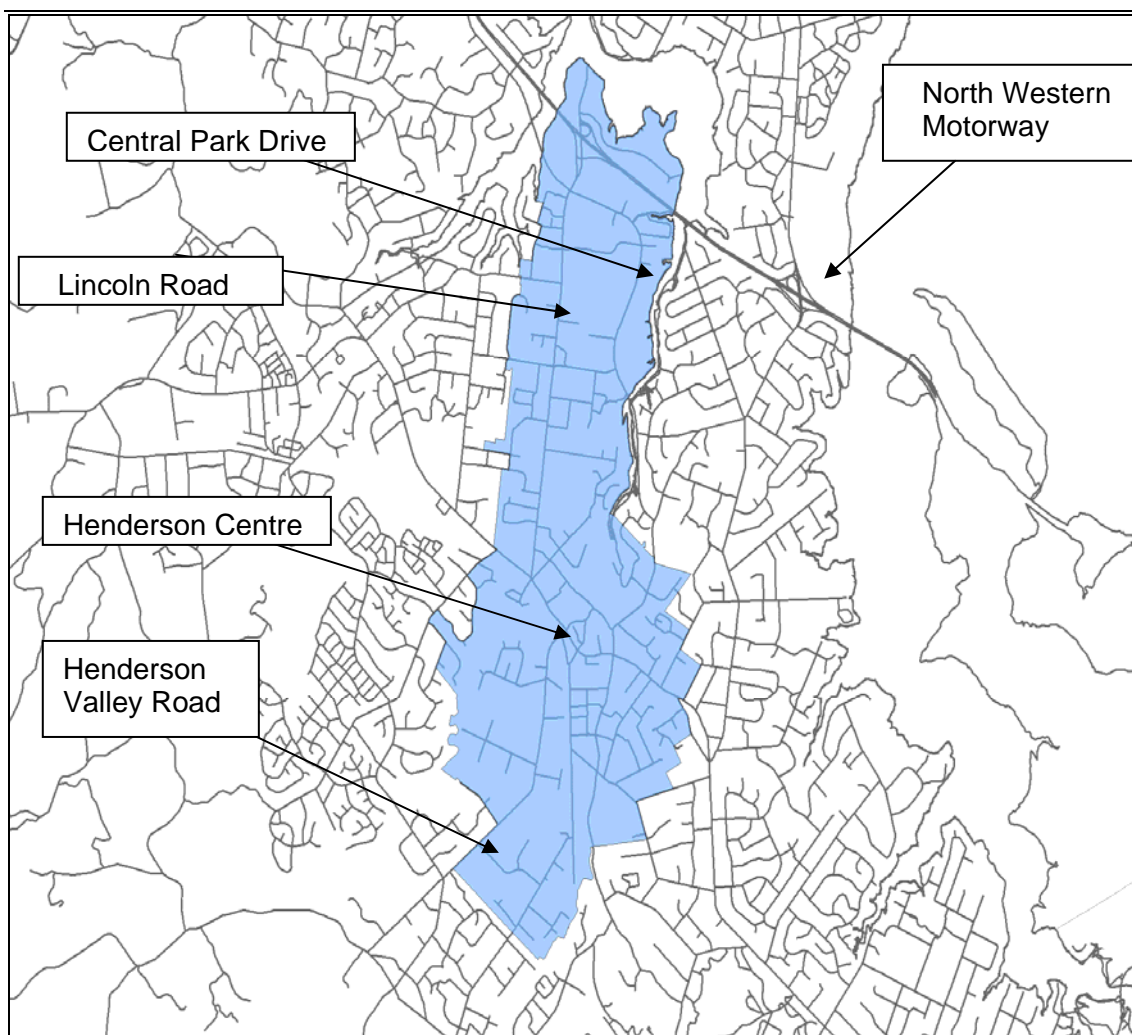 North Western
Motorway
Central Park Drive
Lincoln Road
Henderson Centre
Henderson
Valley Road